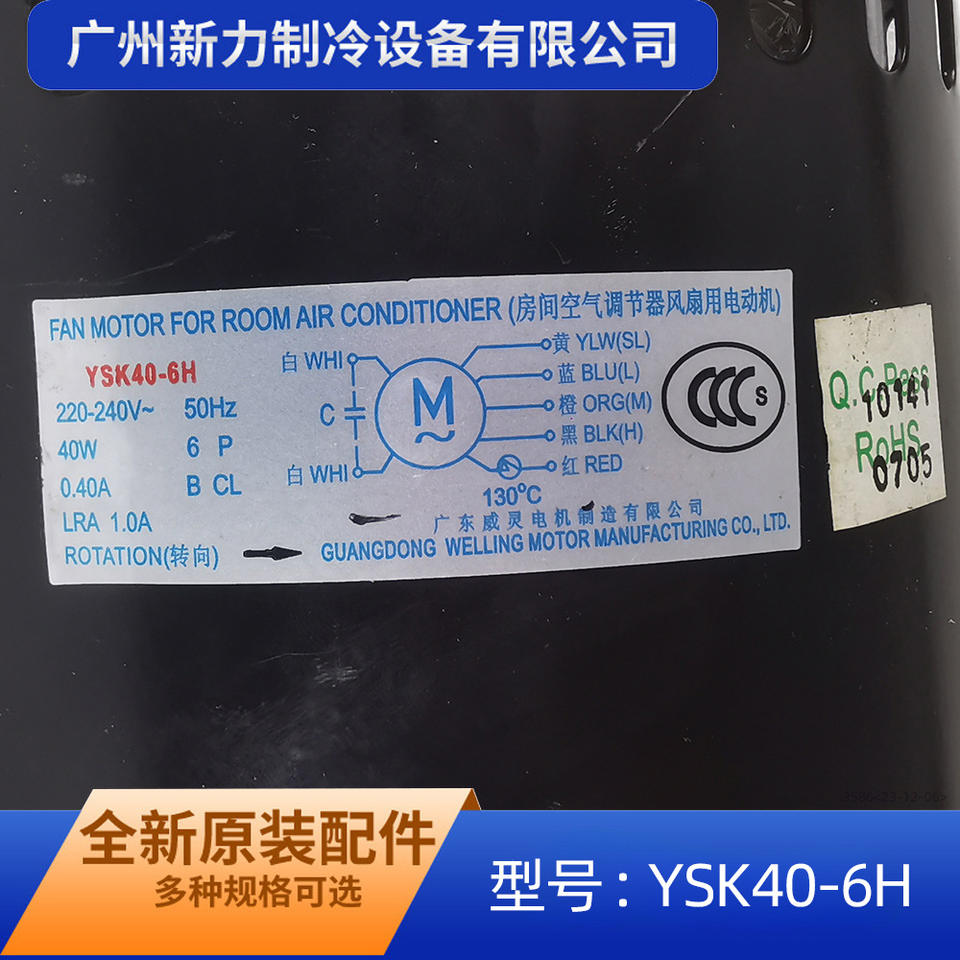 广州新力制冷设备有限公司
FAN MOTOR FOR ROOM AIR CONDITIONER (房间空气调节器风扇用电动机)
YSK40-6H
220-240V~ 50Hz
40W 6 P
0.40A B CL
LRA 1.0A
ROTATION(转向)
白 WHI
C
白 WHI
M
~
黄 YLW(SL)
蓝 BLU(L)
橙 ORG(M)
黑 BLK(H)
红 RED
130°C
CCC S
广东威灵电机制造有限公司
GUANGDONG WELLING MOTOR MANUFACTURING CO., LTD.
Q.C.Pass
10141
RoHS
0705
3586<23-12-06>
全新原装配件
多种规格可选
型号：YSK40-6H